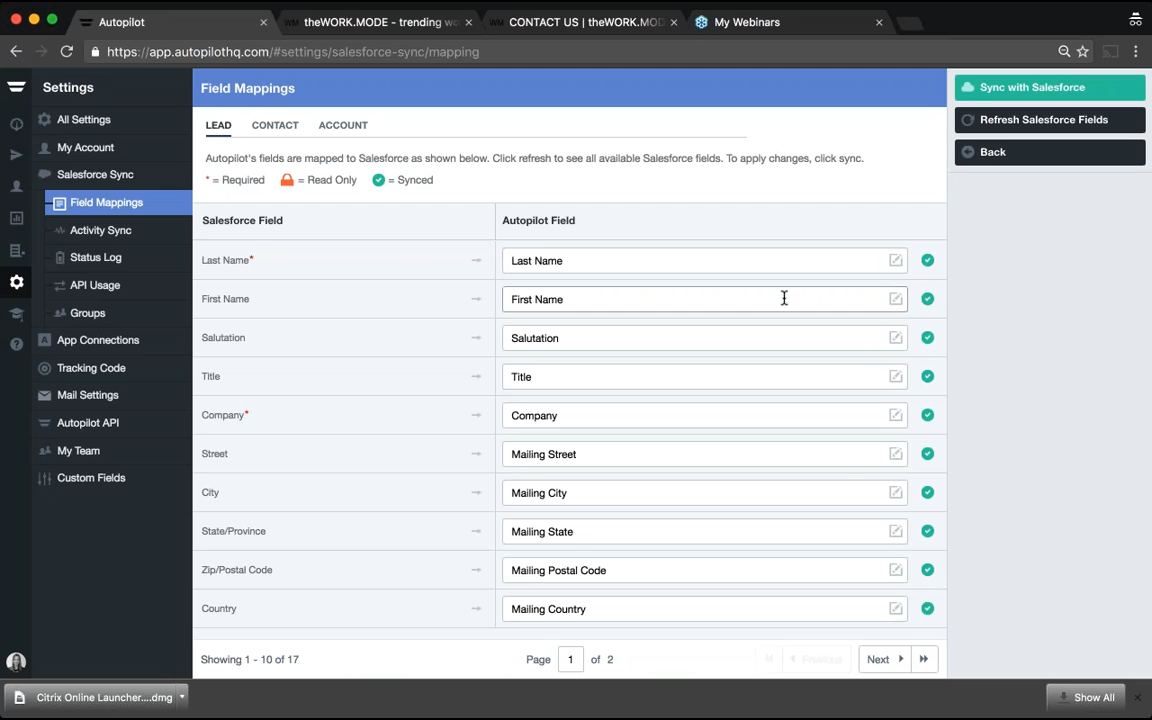 Autopilot
theWORK.MODE - trending wo
CONTACT US | theWORK.MOD
My Webinars
https://app.autopilothq.com/#settings/salesforce-sync/mapping
Settings
All Settings
My Account
Salesforce Sync
Field Mappings
Activity Sync
Status Log
API Usage
Groups
App Connections
Tracking Code
Mail Settings
Autopilot API
My Team
Custom Fields
Field Mappings
LEAD CONTACT ACCOUNT
Autopilot's fields are mapped to Salesforce as shown below. Click refresh to see all available Salesforce fields. To apply changes, click sync.
* = Required = Read Only = Synced
Salesforce Field Autopilot Field
Last Name* Last Name
First Name First Name
Salutation Salutation
Title Title
Company* Company
Street Mailing Street
City Mailing City
State/Province Mailing State
Zip/Postal Code Mailing Postal Code
Country Mailing Country
Showing 1 - 10 of 17 Page 1 of 2 Previous Next
Sync with Salesforce
Refresh Salesforce Fields
Back
Citrix Online Launcher....dmg
Show All